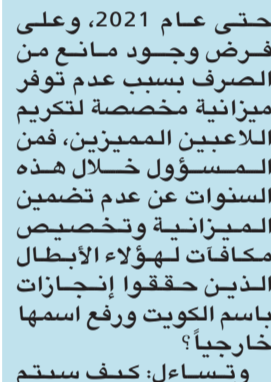 حتى عام 2021، وعلى
فرض وجود مانع من
الصرف بسبب عدم توفر
ميزانية مخصصة لتكريم
اللاعبين المميزين، فمن
المسؤول خلال هذه
السنوات عن عدم تضمين
الميزانية وتخصيص
مكافآت لهؤلاء الأبطال
الذين حققوا إنجازات
باسم الكويت ورفع اسمها
خارجياً؟
وتساءل: كيف سيتم